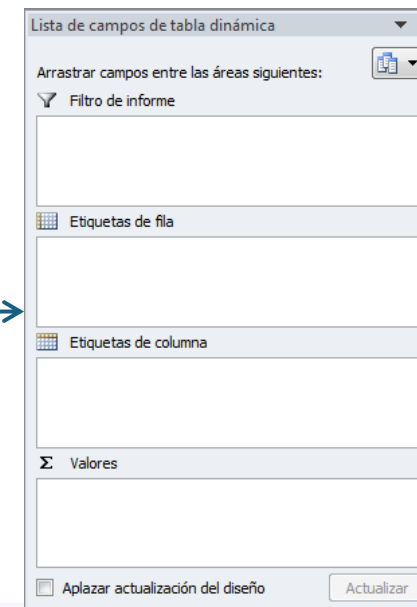 Lista de campos de tabla dinámica
Arrastrar campos entre las áreas siguientes:
Filtro de informe
Etiquetas de fila
Etiquetas de columna
Σ Valores
Aplazar actualización del diseño Actualizar